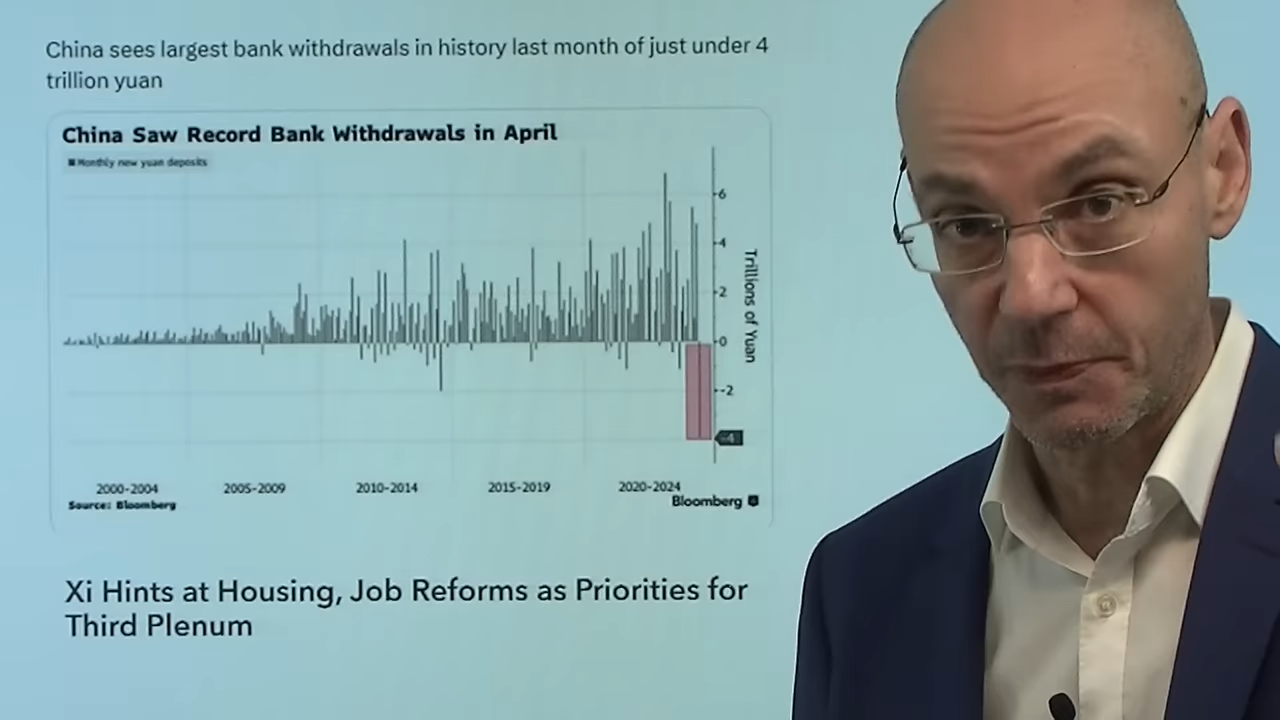 China sees largest bank withdrawals in history last month of just under 4
trillion yuan
China Saw Record Bank Withdrawals in April
Monthly new yuan deposits
6
4
2
0
-2
-4
Trillions of Yuan
2000-2004 2005-2009 2010-2014 2015-2019 2020-2024
Source: Bloomberg
Bloomberg
Xi Hints at Housing, Job Reforms as Priorities for
Third Plenum